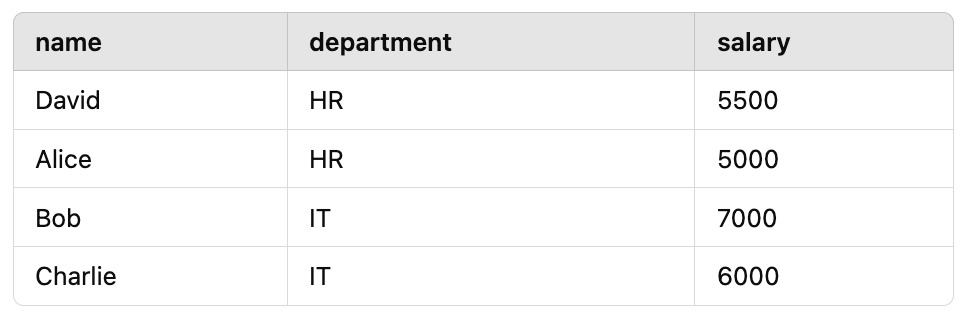 name department salary
David HR 5500
Alice HR 5000
Bob IT 7000
Charlie IT 6000